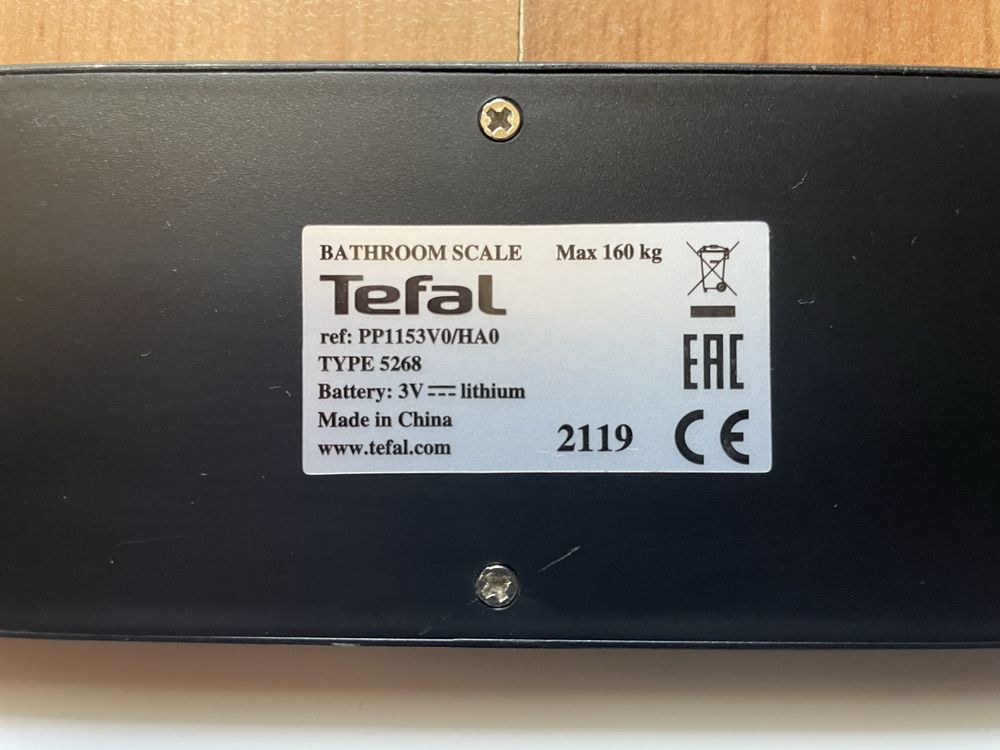 BATHROOM SCALE Max 160 kg
Tefal
ref: PP1153V0/HA0
TYPE 5268
Battery: 3V ⎓ lithium
Made in China
www.tefal.com
2119
EAC
CE